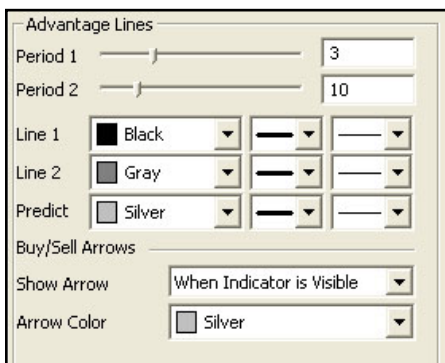 Advantage Lines
Period 1 3
Period 2 10
Line 1 Black
Line 2 Gray
Predict Silver
Buy/Sell Arrows
Show Arrow When Indicator is Visible
Arrow Color Silver